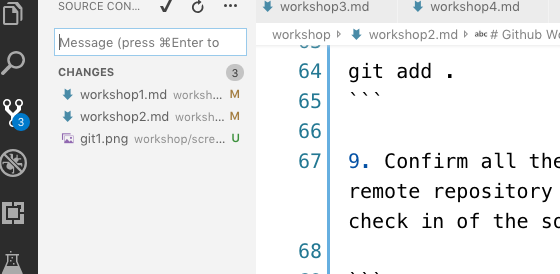 SOURCE CON...
workshop3.md
workshop4.md
Message (press ⌘Enter to
workshop > workshop2.md > abc # Github Wo
CHANGES 3
workshop1.md worksh... M
workshop2.md worksh... M
git1.png workshop/scre... U
3
64 git add .
65 ```
66
67 9. Confirm all the
remote repository
check in of the so
68
```